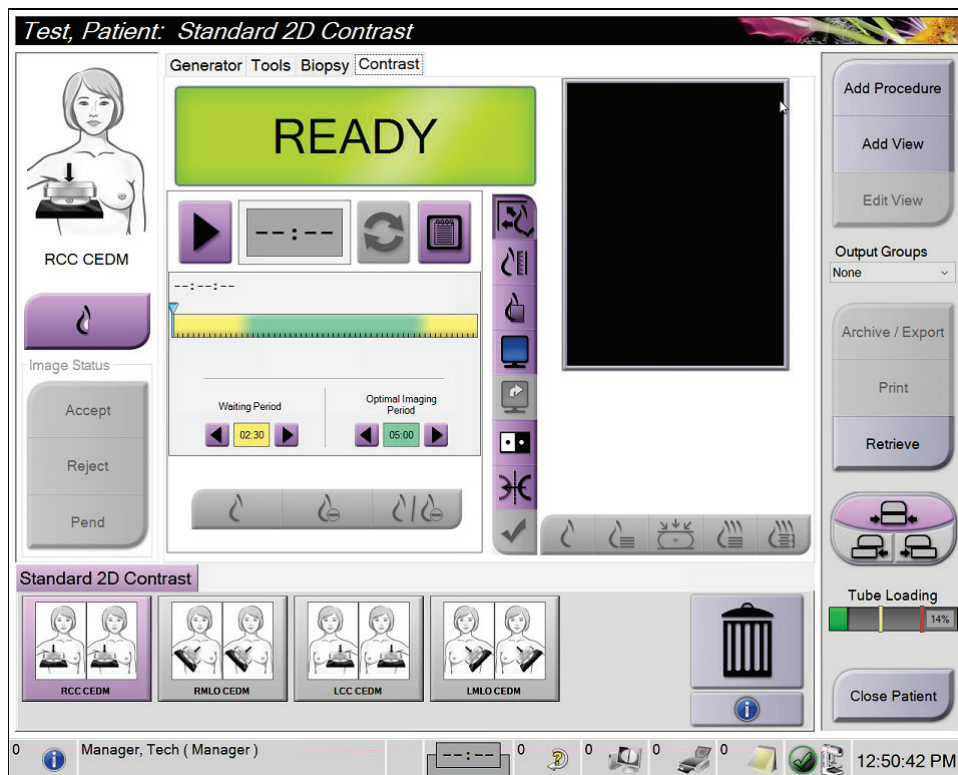 Test, Patient:  Standard 2D Contrast
Generator Tools Biopsy Contrast
READY
--:--
--:--:--
Waiting Period
02:30
Optimal Imaging
Period
05:00
RCC CEDM
Image Status
Accept
Reject
Pend
Add Procedure
Add View
Edit View
Output Groups
None
Archive / Export
Print
Retrieve
Tube Loading
14%
Close Patient
Standard 2D Contrast
RCC CEDM
RMLO CEDM
LCC CEDM
LMLO CEDM
0 Manager, Tech ( Manager ) --:-- 0 0 0 0 12:50:42 PM